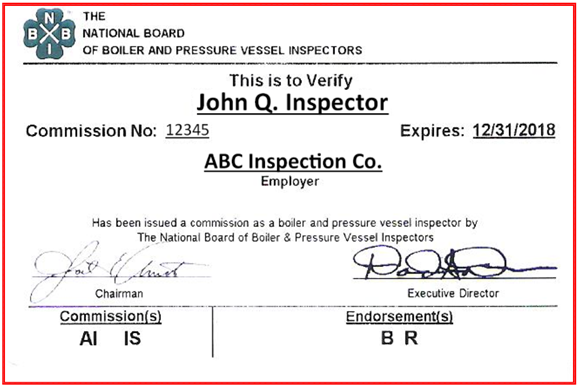 N
B B
I
THE
NATIONAL BOARD
OF BOILER AND PRESSURE VESSEL INSPECTORS
This is to Verify
John Q. Inspector
Commission No: 12345 Expires: 12/31/2018
ABC Inspection Co.
Employer
Has been issued a commission as a boiler and pressure vessel inspector by
The National Board of Boiler & Pressure Vessel Inspectors
Chairman Executive Director
Commission(s) Endorsement(s)
AI IS B R